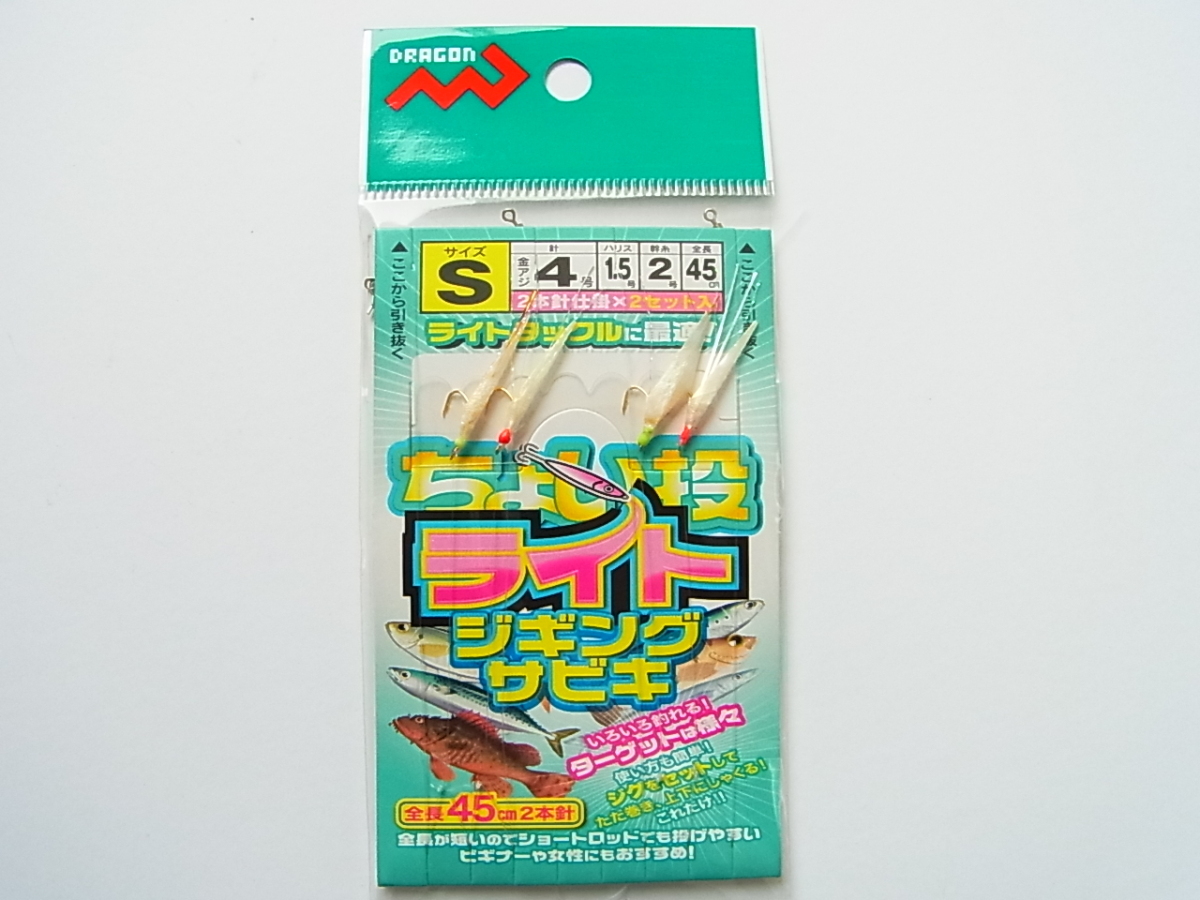 DRAGON
サイズ
S
針
金アジ
4号
ハリス
1.5号
幹糸
2号
全長
45cm
2本針仕掛×2セット入
ライトタックルに最適!
▲ここから引き抜く
▲ここから引き抜く
ちょい投
ライト
ジギング
サビキ
いろいろ釣れる!
ターゲットは様々
使い方も簡単!
ジグをセットして
ただ巻き、上下にしゃくる!
これだけ!!
全長45cm2本針
全長が短いのでショートロッドでも投げやすい
ビギナーや女性にもおすすめ!